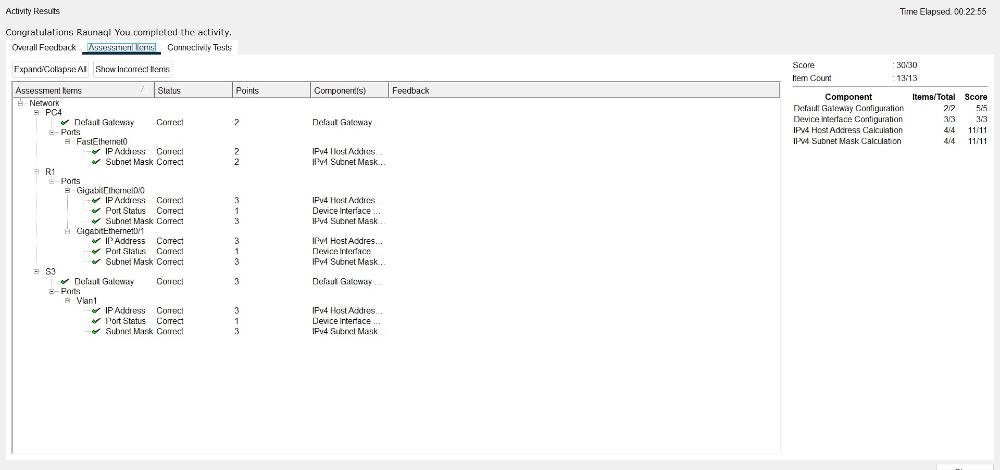 Activity Results
Time Elapsed: 00:22:55
Congratulations Raunaq! You completed the activity.
Overall Feedback Assessment Items Connectivity Tests
Expand/Collapse All Show Incorrect Items
Assessment Items Status Points Component(s) Feedback
Network
PC4
Default Gateway Correct 2 Default Gateway ...
Ports
FastEthernet0
IP Address Correct 2 IPv4 Host Addres...
Subnet Mask Correct 2 IPv4 Subnet Mask...
R1
Ports
GigabitEthernet0/0
IP Address Correct 3 IPv4 Host Addres...
Port Status Correct 1 Device Interface ...
Subnet Mask Correct 3 IPv4 Subnet Mask...
GigabitEthernet0/1
IP Address Correct 3 IPv4 Host Addres...
Port Status Correct 1 Device Interface ...
Subnet Mask Correct 3 IPv4 Subnet Mask...
S3
Default Gateway Correct 3 Default Gateway ...
Ports
Vlan1
IP Address Correct 3 IPv4 Host Addres...
Port Status Correct 1 Device Interface ...
Subnet Mask Correct 3 IPv4 Subnet Mask...
Score : 30/30
Item Count : 13/13
Component Items/Total Score
Default Gateway Configuration 2/2 5/5
Device Interface Configuration 3/3 3/3
IPv4 Host Address Calculation 4/4 11/11
IPv4 Subnet Mask Calculation 4/4 11/11